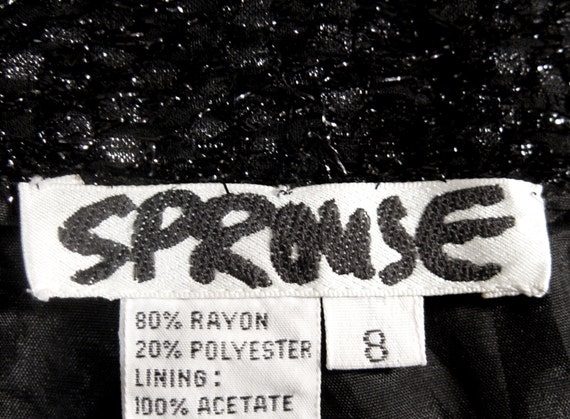 SPROUSE
80% RAYON
20% POLYESTER
LINING:
100% ACETATE
8